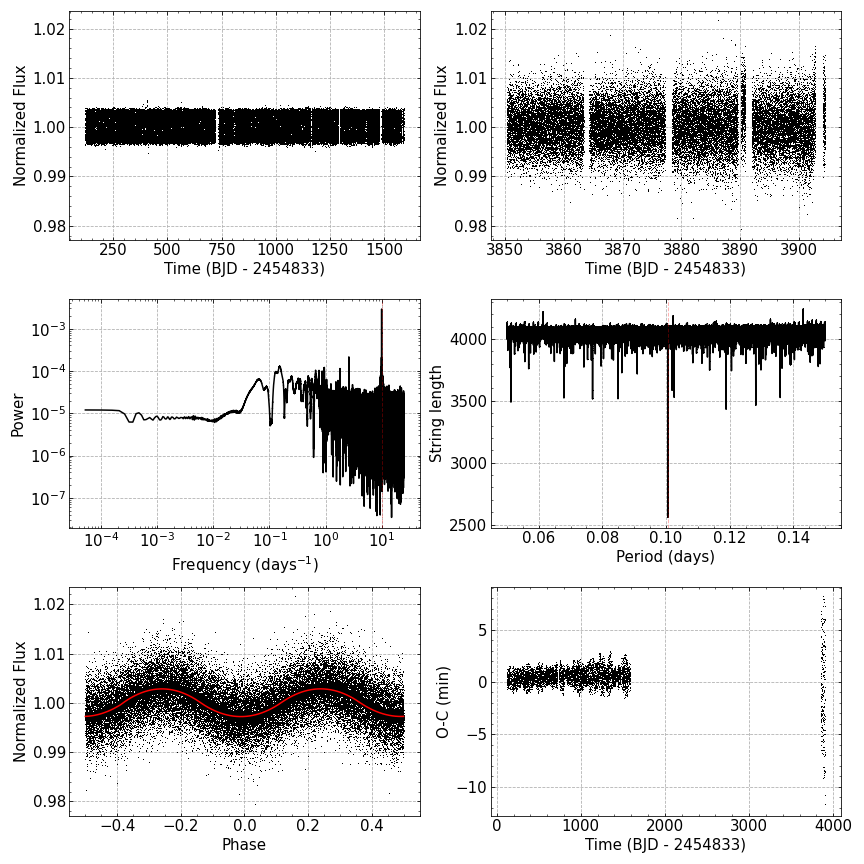 1.02
1.01
1.00
0.99
0.98
Normalized Flux
250 500 750 1000 1250 1500
Time (BJD - 2454833)
1.02
1.01
1.00
0.99
0.98
Normalized Flux
3850 3860 3870 3880 3890 3900
Time (BJD - 2454833)
10⁻³
10⁻⁴
10⁻⁵
10⁻⁶
10⁻⁷
Power
10⁻⁴ 10⁻³ 10⁻² 10⁻¹ 10⁰ 10¹
Frequency (days⁻¹)
4000
3500
3000
2500
String length
0.06 0.08 0.10 0.12 0.14
Period (days)
1.02
1.01
1.00
0.99
0.98
Normalized Flux
−0.4 −0.2 0.0 0.2 0.4
Phase
5
0
−5
−10
O-C (min)
0 1000 2000 3000 4000
Time (BJD - 2454833)